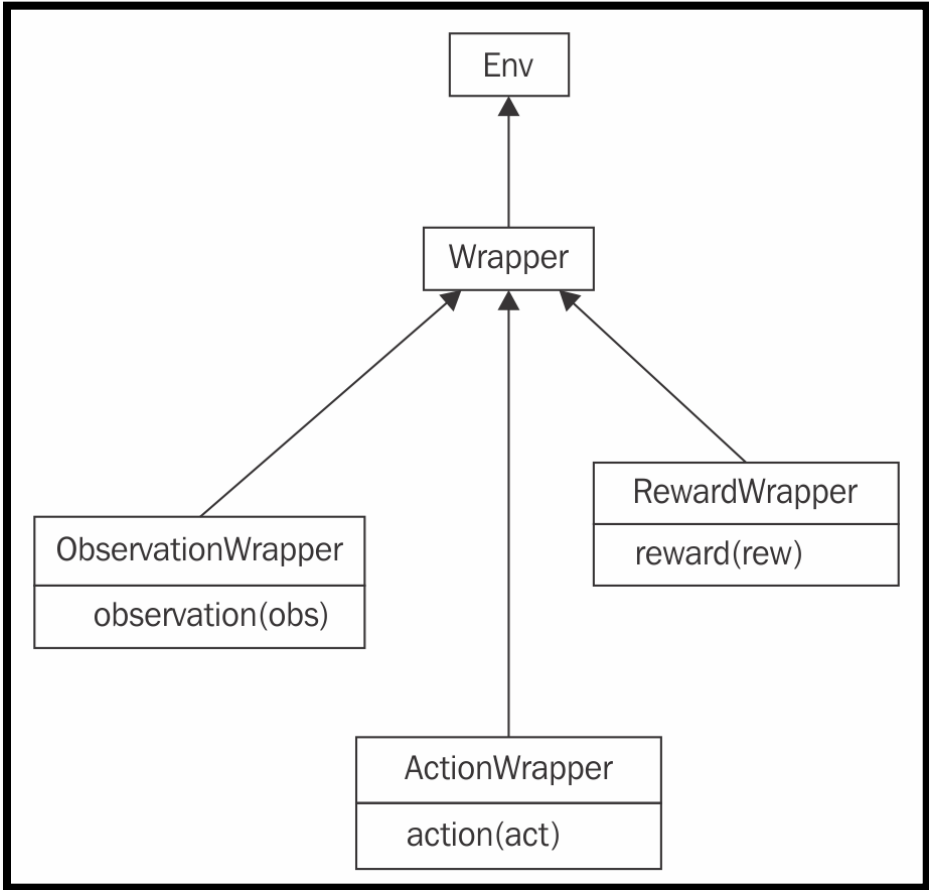 Env
Wrapper
RewardWrapper
reward(rew)
ObservationWrapper
observation(obs)
ActionWrapper
action(act)